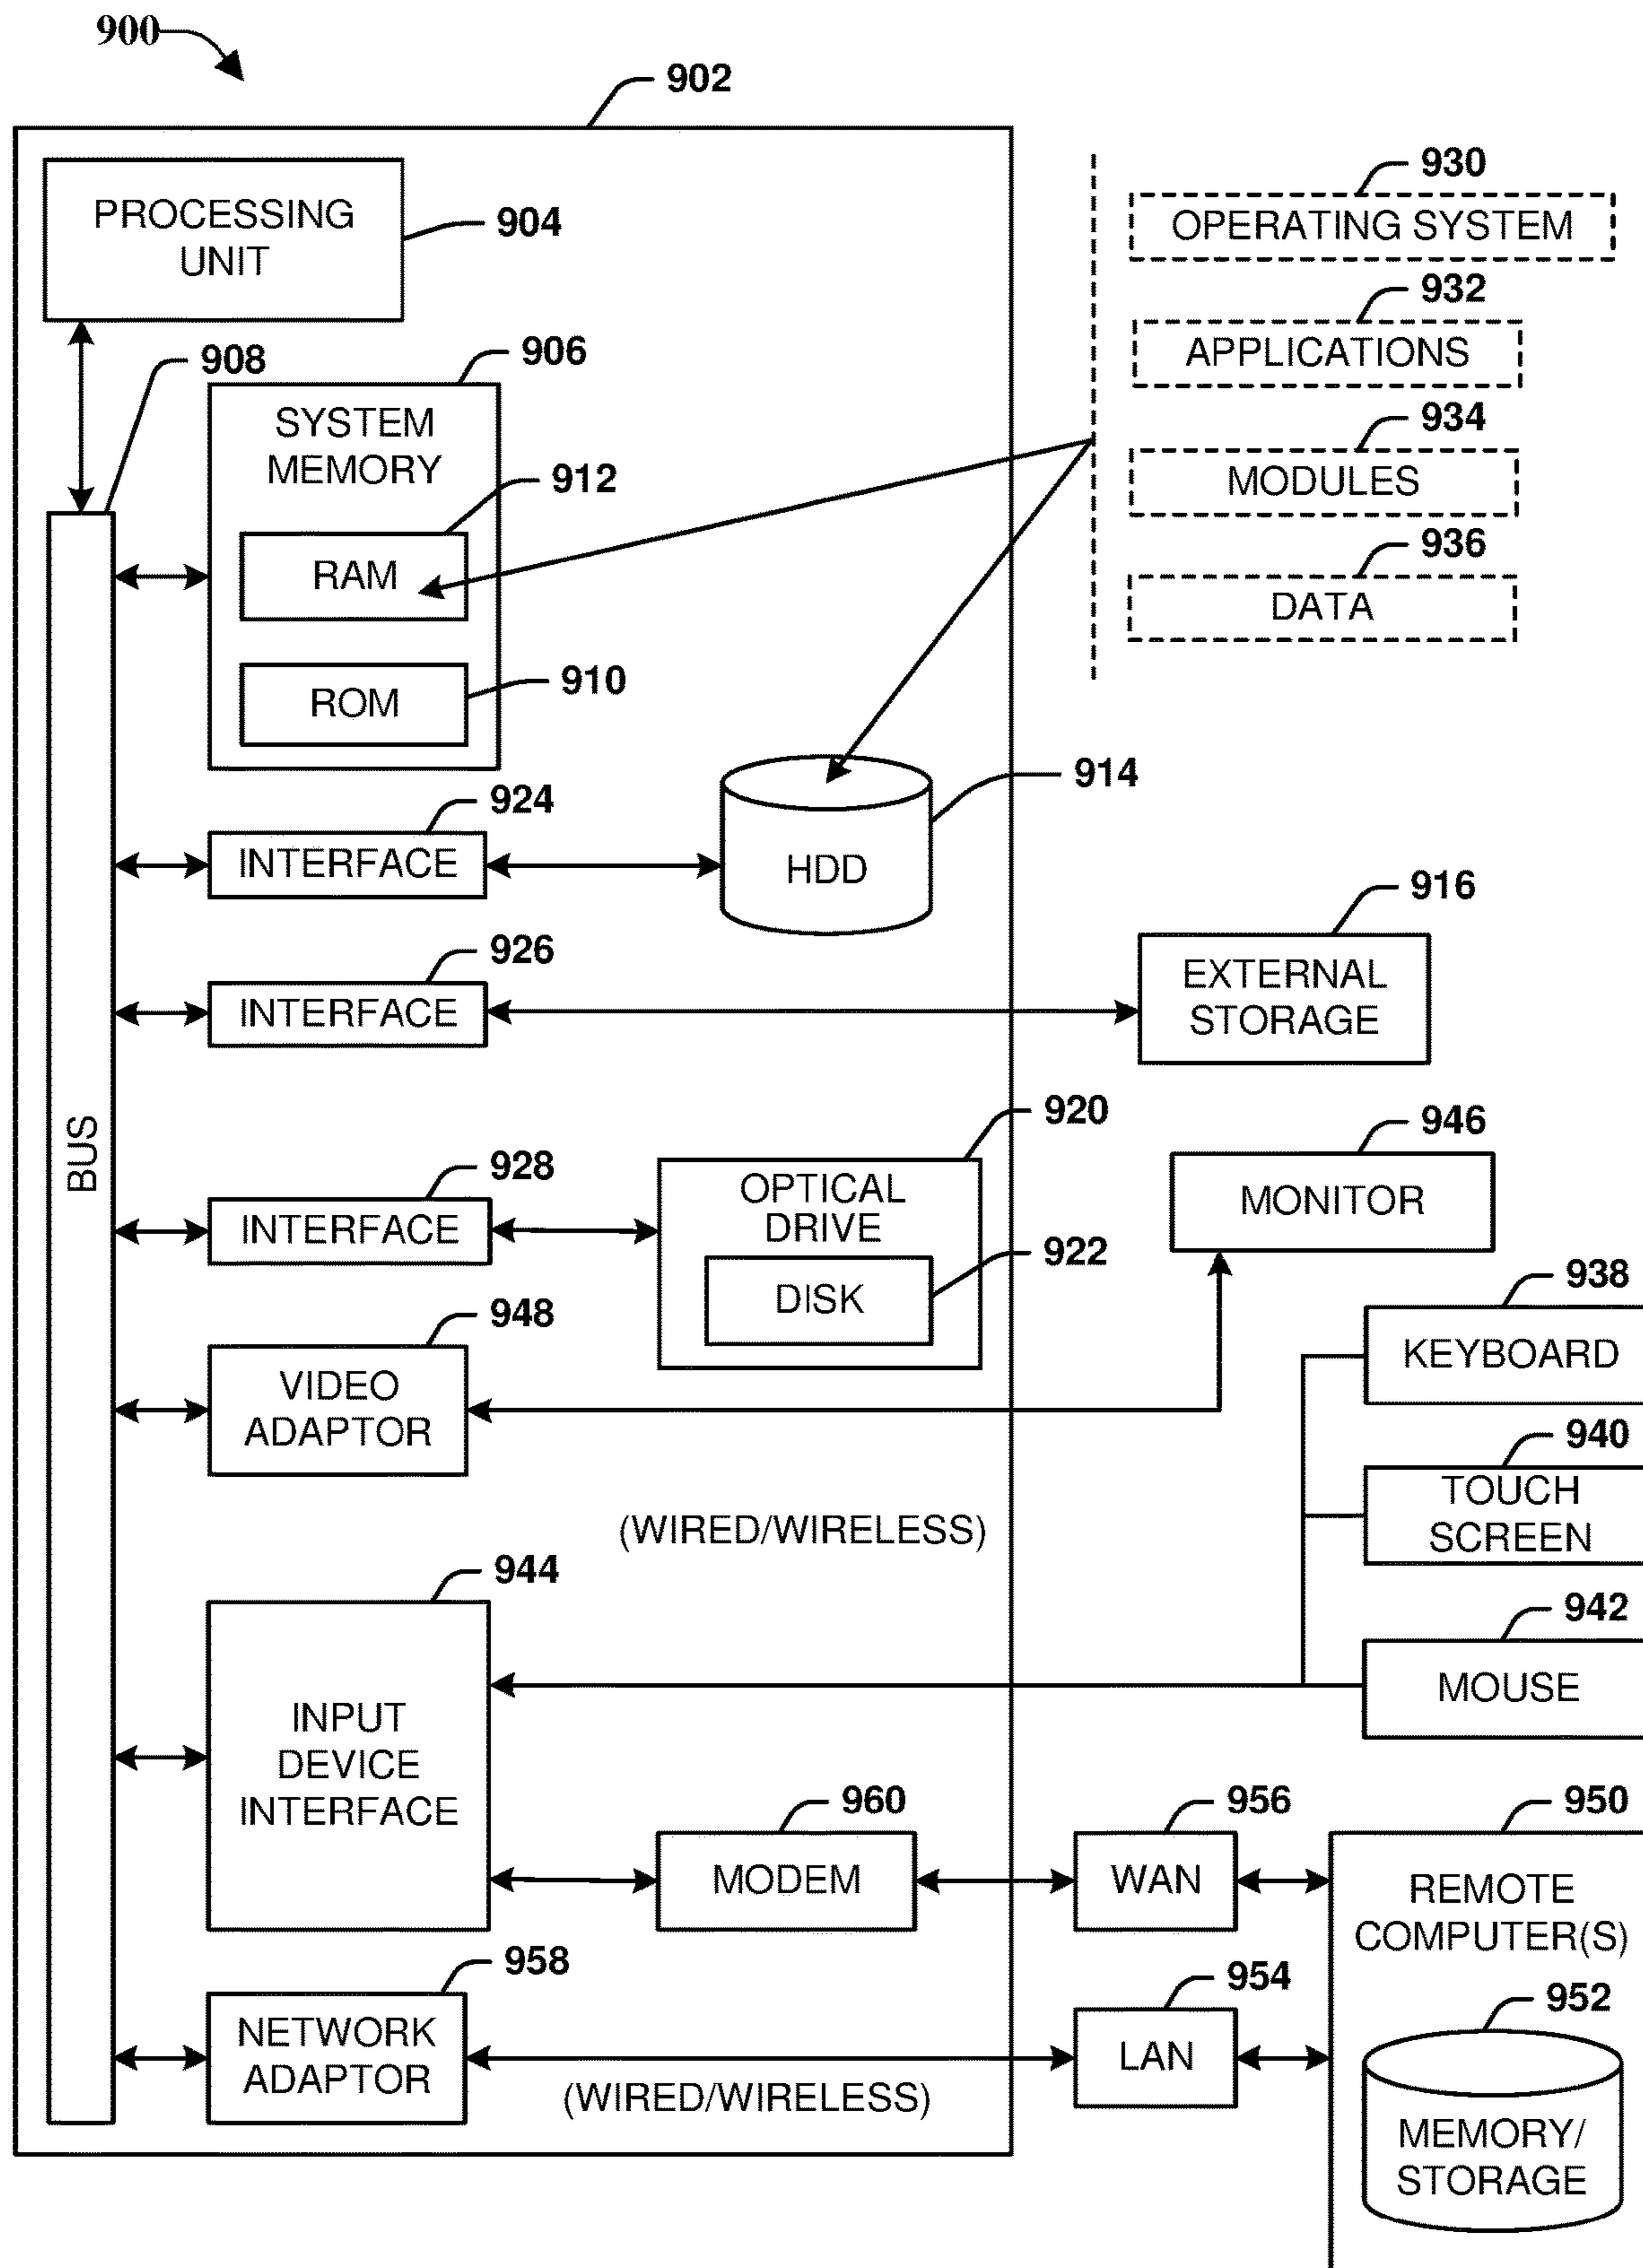 900
902
PROCESSING
UNIT
904
930
OPERATING SYSTEM
932
APPLICATIONS
934
MODULES
936
DATA
908
906
SYSTEM
MEMORY
912
RAM
910
ROM
BUS
924
INTERFACE
914
HDD
926
INTERFACE
916
EXTERNAL
STORAGE
928
INTERFACE
920
OPTICAL
DRIVE
922
DISK
946
MONITOR
948
VIDEO
ADAPTOR
938
KEYBOARD
940
TOUCH
SCREEN
(WIRED/WIRELESS)
942
MOUSE
944
INPUT
DEVICE
INTERFACE
960
MODEM
956
WAN
950
REMOTE
COMPUTER(S)
958
NETWORK
ADAPTOR
(WIRED/WIRELESS)
954
LAN
952
MEMORY/
STORAGE